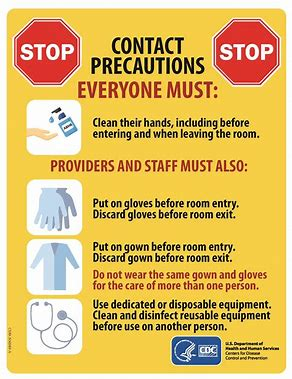 STOP
STOP
CONTACT
PRECAUTIONS
EVERYONE MUST:
Clean their hands, including before
entering and when leaving the room.
PROVIDERS AND STAFF MUST ALSO:
Put on gloves before room entry.
Discard gloves before room exit.
Put on gown before room entry.
Discard gown before room exit.
Do not wear the same gown and gloves
for the care of more than one person.
Use dedicated or disposable equipment.
Clean and disinfect reusable equipment
before use on another person.
CDC
U.S. Department of
Health and Human Services
Centers for Disease
Control and Prevention